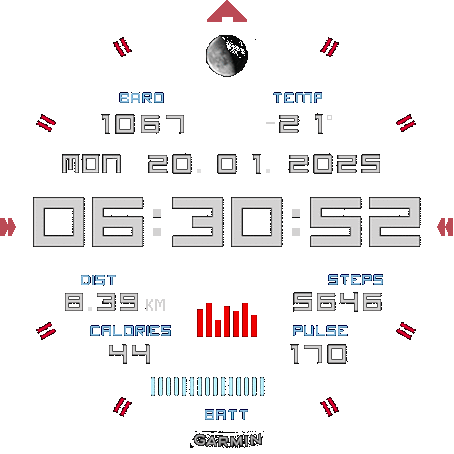 BARO TEMP
1067 -21°
MON 20. 01. 2025
06:30:52
DIST STEPS
8.39 KM 5646
CALORIES PULSE
44 170
BATT
GARMIN